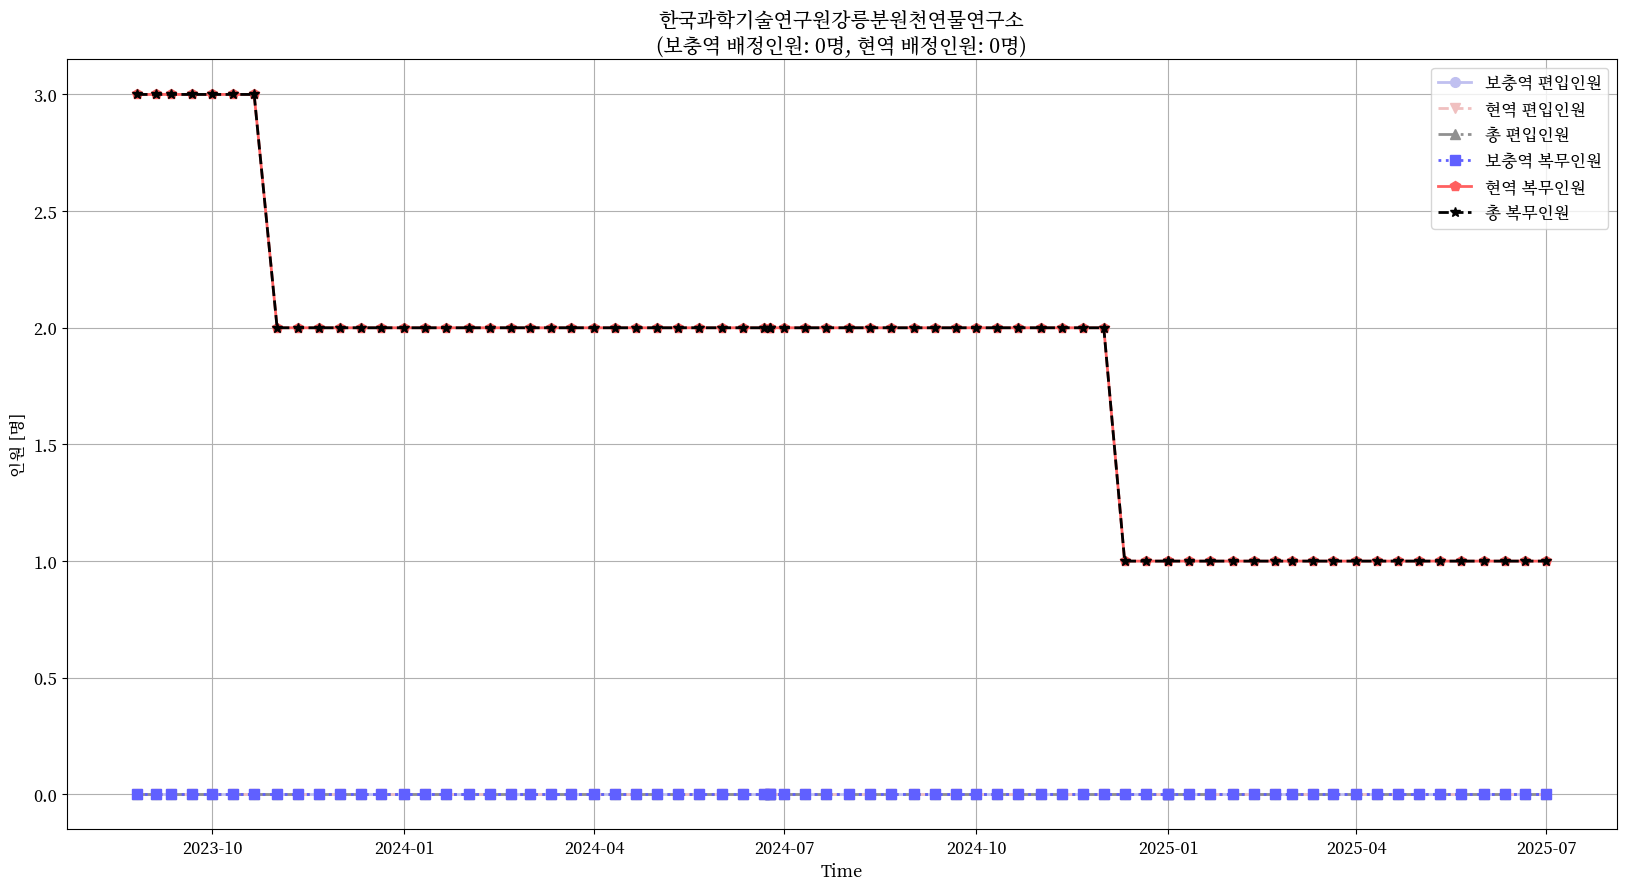 한국과학기술연구원강릉분원천연물연구소
(보충역 배정인원: 0명, 현역 배정인원: 0명)
보충역 편입인원
현역 편입인원
총 편입인원
보충역 복무인원
현역 복무인원
총 복무인원
인원 [명]
3.0
2.5
2.0
1.5
1.0
0.5
0.0
2023-10
2024-01
2024-04
2024-07
2024-10
2025-01
2025-04
2025-07
Time